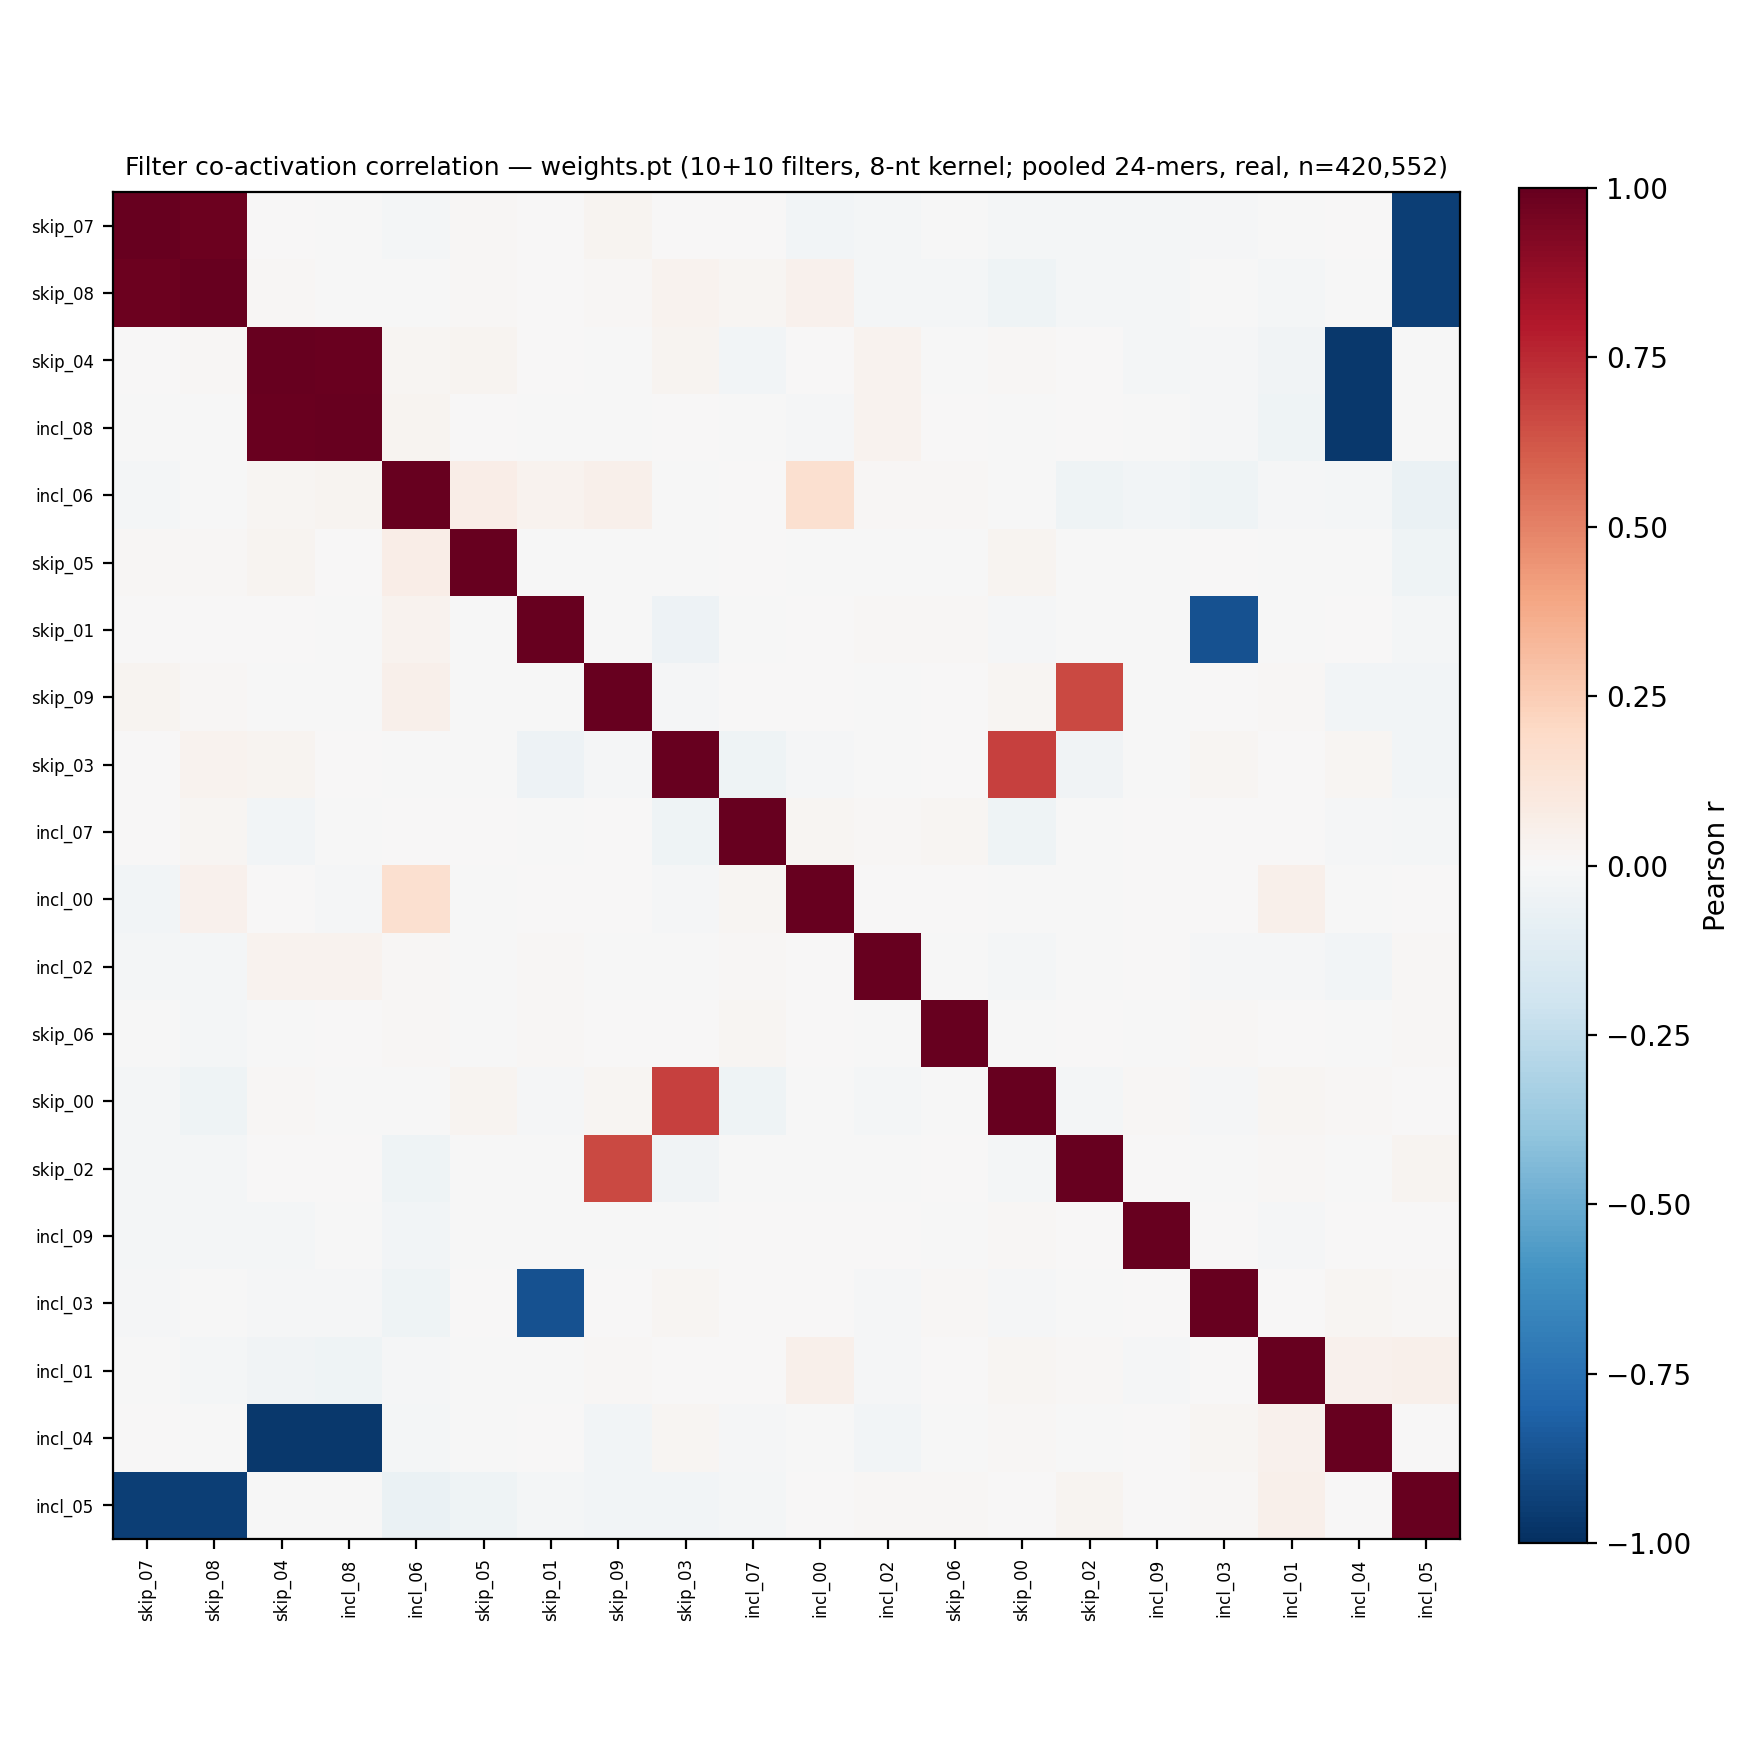 Filter co-activation correlation — weights.pt (10+10 filters, 8-nt kernel; pooled 24-mers, real, n=420,552)
skip_07
skip_08
skip_04
incl_08
incl_06
skip_05
skip_01
skip_09
skip_03
incl_07
incl_00
incl_02
skip_06
skip_00
skip_02
incl_09
incl_03
incl_01
incl_04
incl_05
skip_07
skip_08
skip_04
incl_08
incl_06
skip_05
skip_01
skip_09
skip_03
incl_07
incl_00
incl_02
skip_06
skip_00
skip_02
incl_09
incl_03
incl_01
incl_04
incl_05
1.00
0.75
0.50
0.25
0.00
−0.25
−0.50
−0.75
−1.00
Pearson r